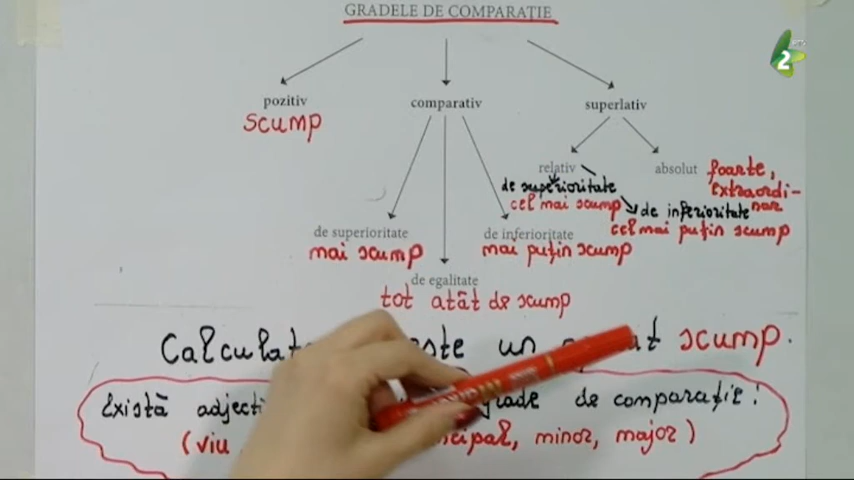 GRADELE DE COMPARAȚIE
2
pozitiv comparativ superlativ
scump
relativ absolut foarte,
extraordi-
nar
de superioritate
cel mai scump
de inferioritate
cel mai puțin scump
de superioritate de inferioritate
mai scump mai puțin scump
de egalitate
tot atât de scump
este un scump.
Există grade de comparație:
(viu minor, major)